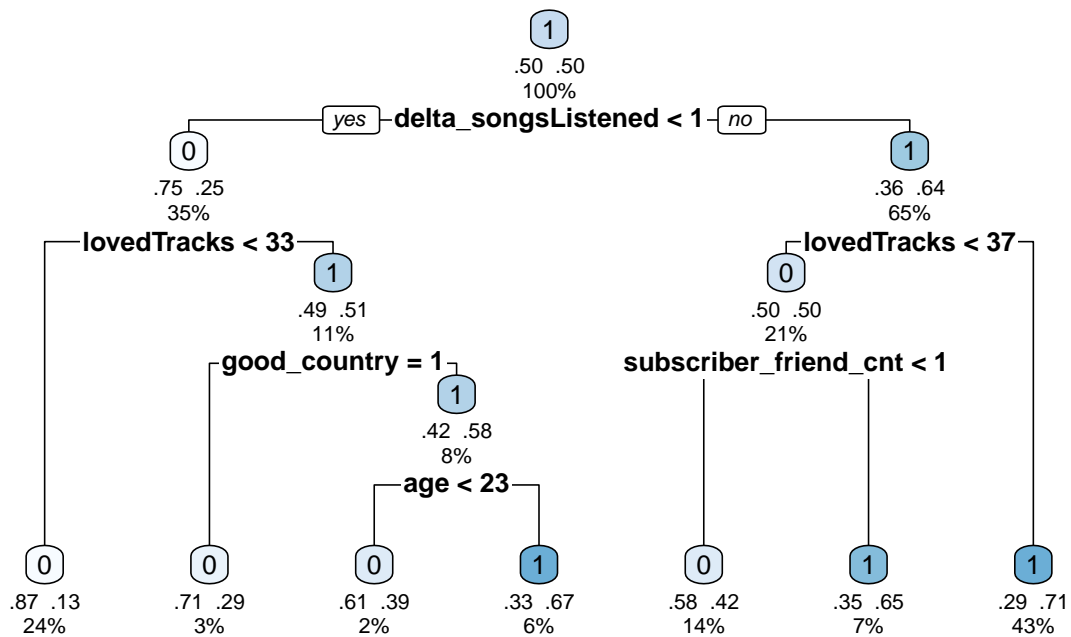 1
.50 .50
100%
yes delta_songsListened < 1 no
0 1
.75 .25 .36 .64
35% 65%
lovedTracks < 33 lovedTracks < 37
1 0
.49 .51 .50 .50
11% 21%
good_country = 1 subscriber_friend_cnt < 1
1
.42 .58
8%
age < 23
0 0 0 1 0 1 1
.87 .13 .71 .29 .61 .39 .33 .67 .58 .42 .35 .65 .29 .71
24% 3% 2% 6% 14% 7% 43%